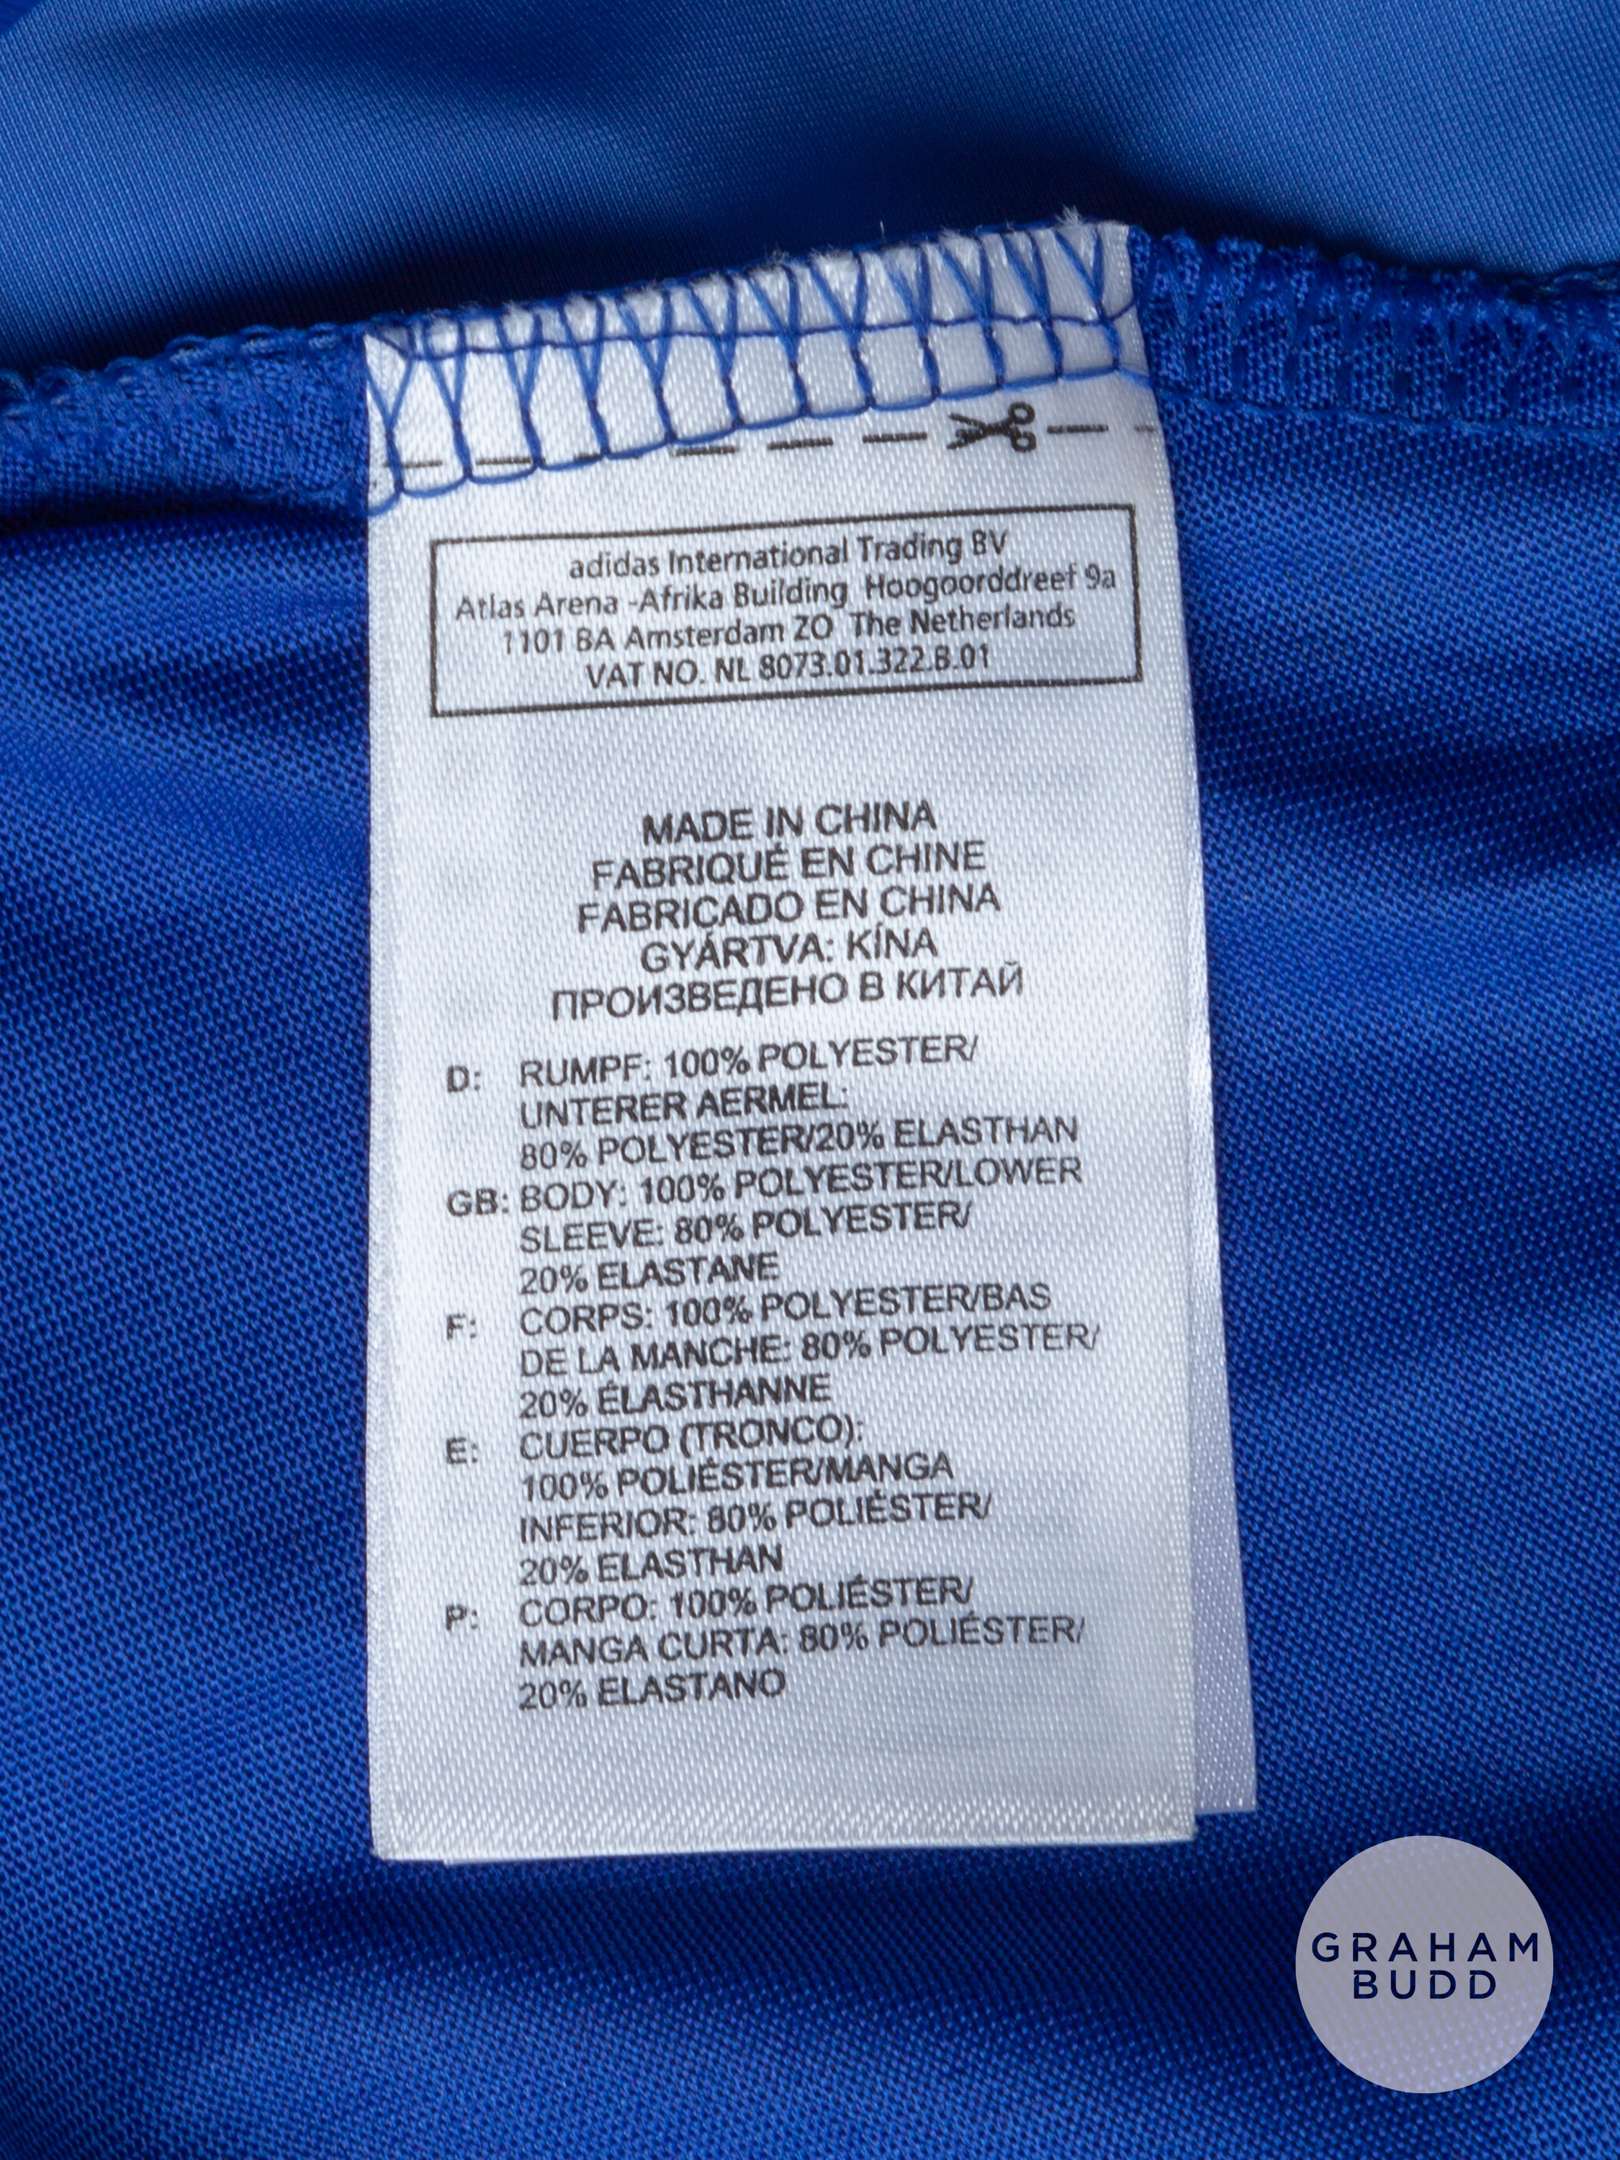 adidas International Trading BV
Atlas Arena -Afrika Building Hoogoorddreef 9a
1101 BA Amsterdam ZO The Netherlands
VAT NO. NL 8073.01.322.B.01
MADE IN CHINA
FABRIQUÉ EN CHINE
FABRICADO EN CHINA
GYÁRTVA: KÍNA
ПРОИЗВЕДЕНО В КИТАЙ
D: RUMPF: 100% POLYESTER/
UNTERER AERMEL:
80% POLYESTER/20% ELASTHAN
GB: BODY: 100% POLYESTER/LOWER
SLEEVE: 80% POLYESTER/
20% ELASTANE
F: CORPS: 100% POLYESTER/BAS
DE LA MANCHE: 80% POLYESTER/
20% ÉLASTHANNE
E: CUERPO (TRONCO):
100% POLIÉSTER/MANGA
INFERIOR: 80% POLIÉSTER/
20% ELASTHAN
P: CORPO: 100% POLIÉSTER/
MANGA CURTA: 80% POLIÉSTER/
20% ELASTANO
GRAHAM
BUDD